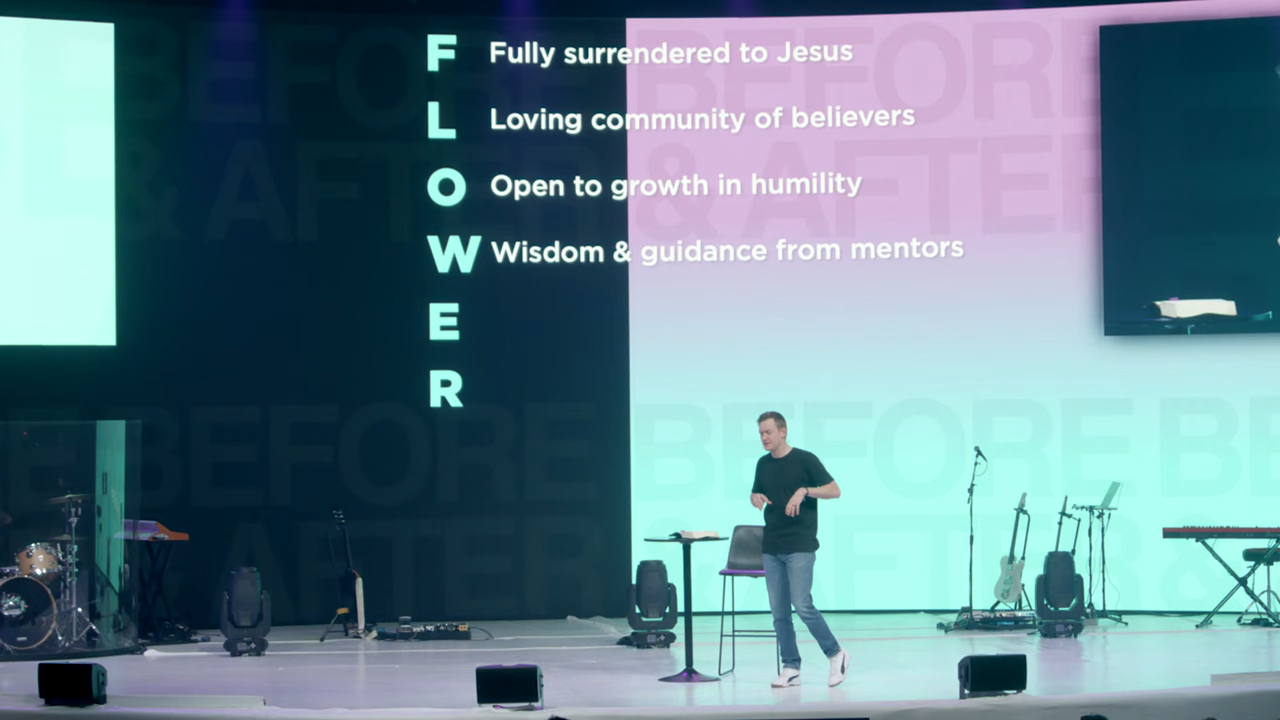 F Fully surrendered to Jesus
L Loving community of believers
O Open to growth in humility
W Wisdom & guidance from mentors
E
R
BEFORE BEFORE
& AFTER & AFTER
BEFORE BEFORE
& AFTER AFTER &